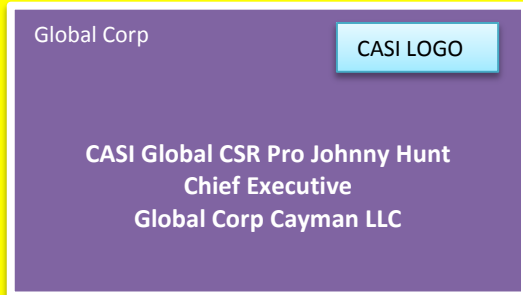 Global Corp
CASI LOGO
CASI Global CSR Pro Johnny Hunt
Chief Executive
Global Corp Cayman LLC